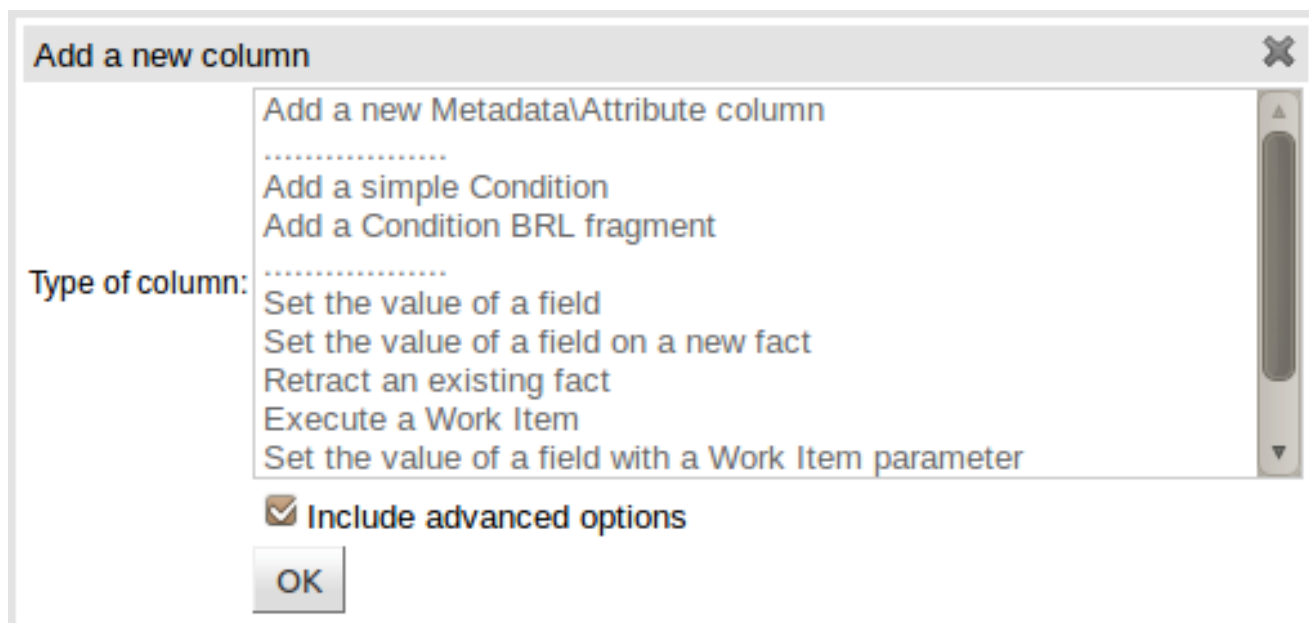 Add a new column
Add a new Metadata\Attribute column
..................
Add a simple Condition
Add a Condition BRL fragment
..................
Type of column:
Set the value of a field
Set the value of a field on a new fact
Retract an existing fact
Execute a Work Item
Set the value of a field with a Work Item parameter
Include advanced options
OK